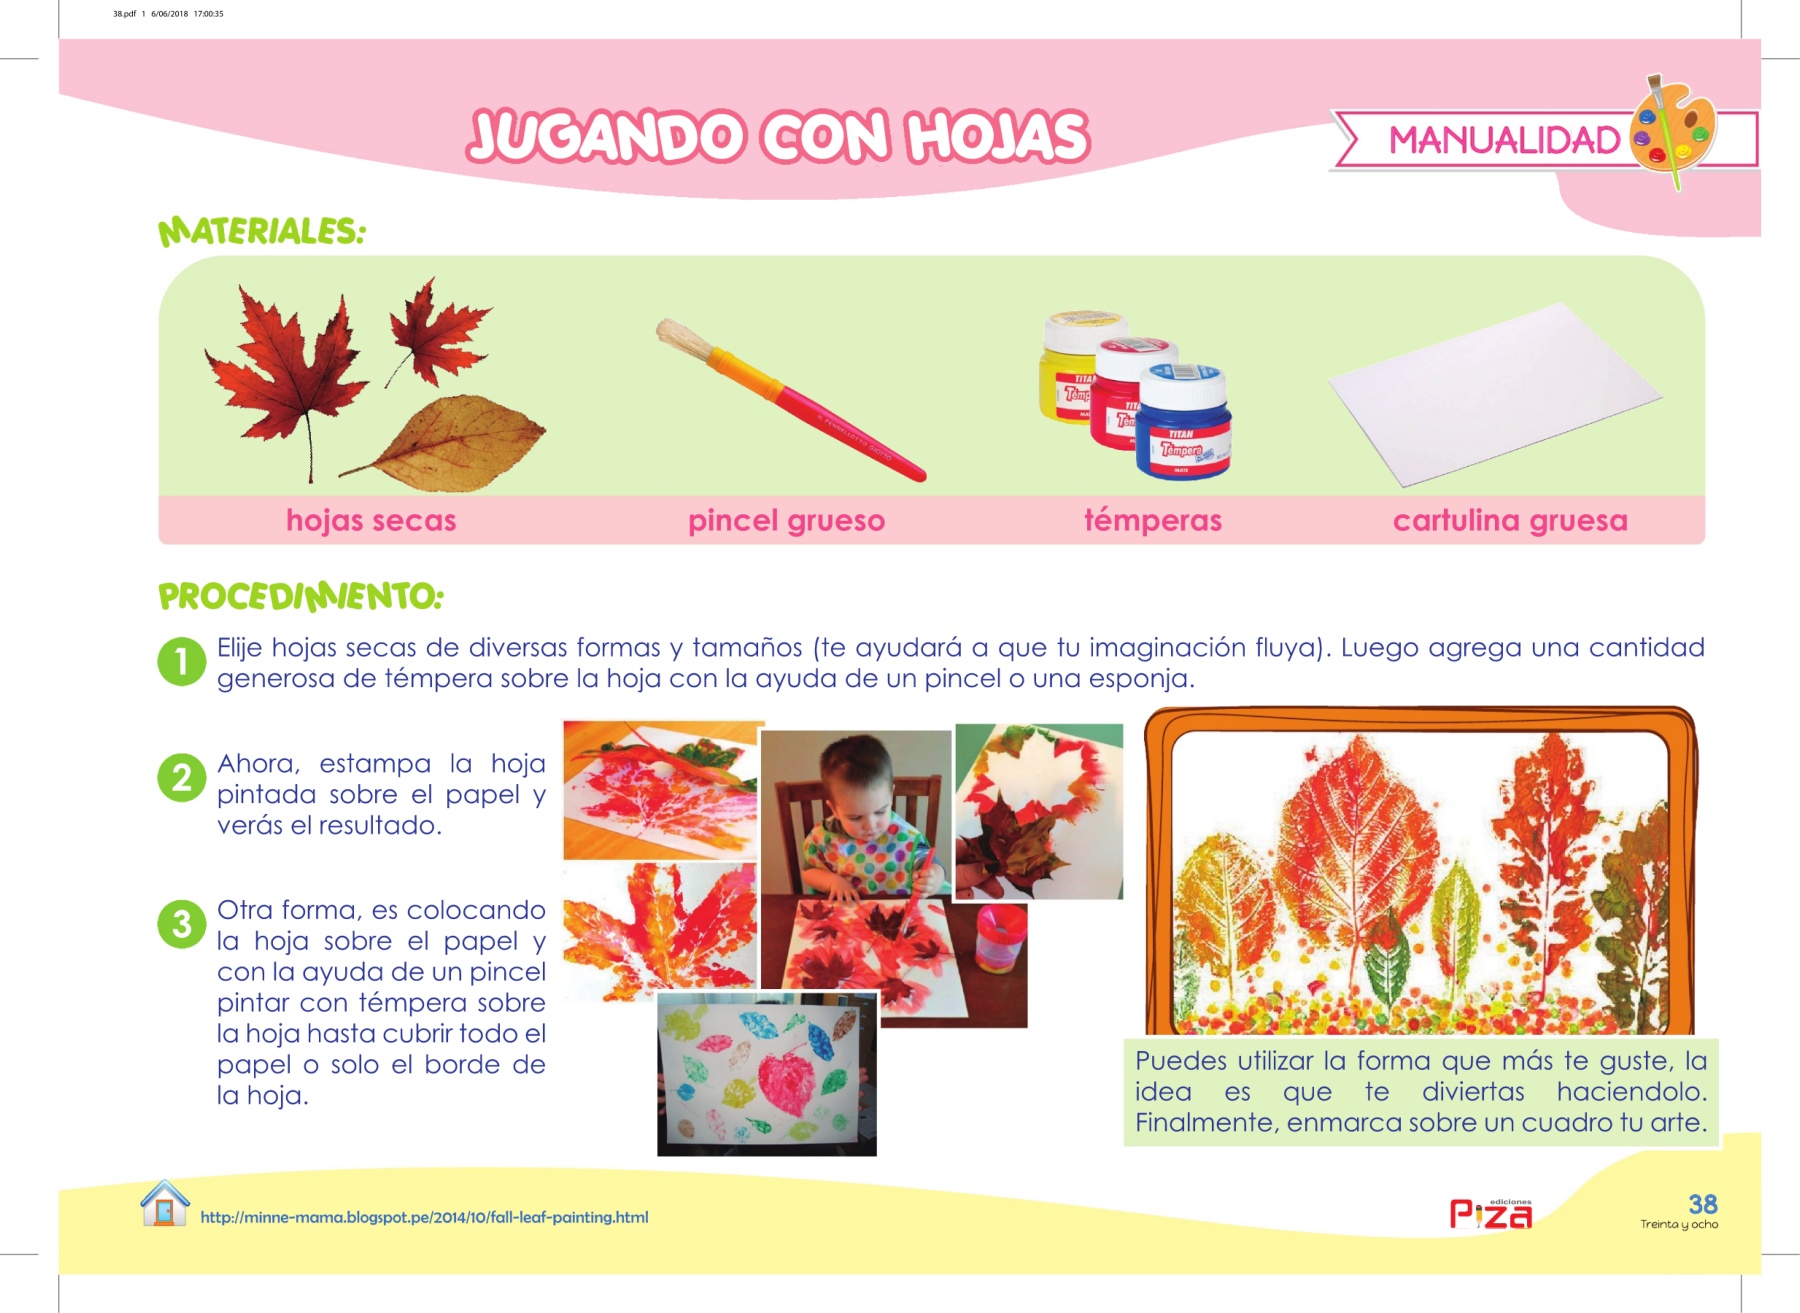 38.pdf 1 6/06/2018 17:00:35
JUGANDO CON HOJAS
MANUALIDAD
MATERIALES:
TITAN
Témpera
MATE
hojas secas
pincel grueso
témperas
cartulina gruesa
PROCEDIMIENTO:
1
Elije hojas secas de diversas formas y tamaños (te ayudará a que tu imaginación fluya). Luego agrega una cantidad
generosa de témpera sobre la hoja con la ayuda de un pincel o una esponja.
2
Ahora, estampa la hoja
pintada sobre el papel y
verás el resultado.
3
Otra forma, es colocando
la hoja sobre el papel y
con la ayuda de un pincel
pintar con témpera sobre
la hoja hasta cubrir todo el
papel o solo el borde de
la hoja.
Puedes utilizar la forma que más te guste, la
idea es que te diviertas haciendolo.
Finalmente, enmarca sobre un cuadro tu arte.
http://minne-mama.blogspot.pe/2014/10/fall-leaf-painting.html
ediciones
Piza
38
Treinta y ocho